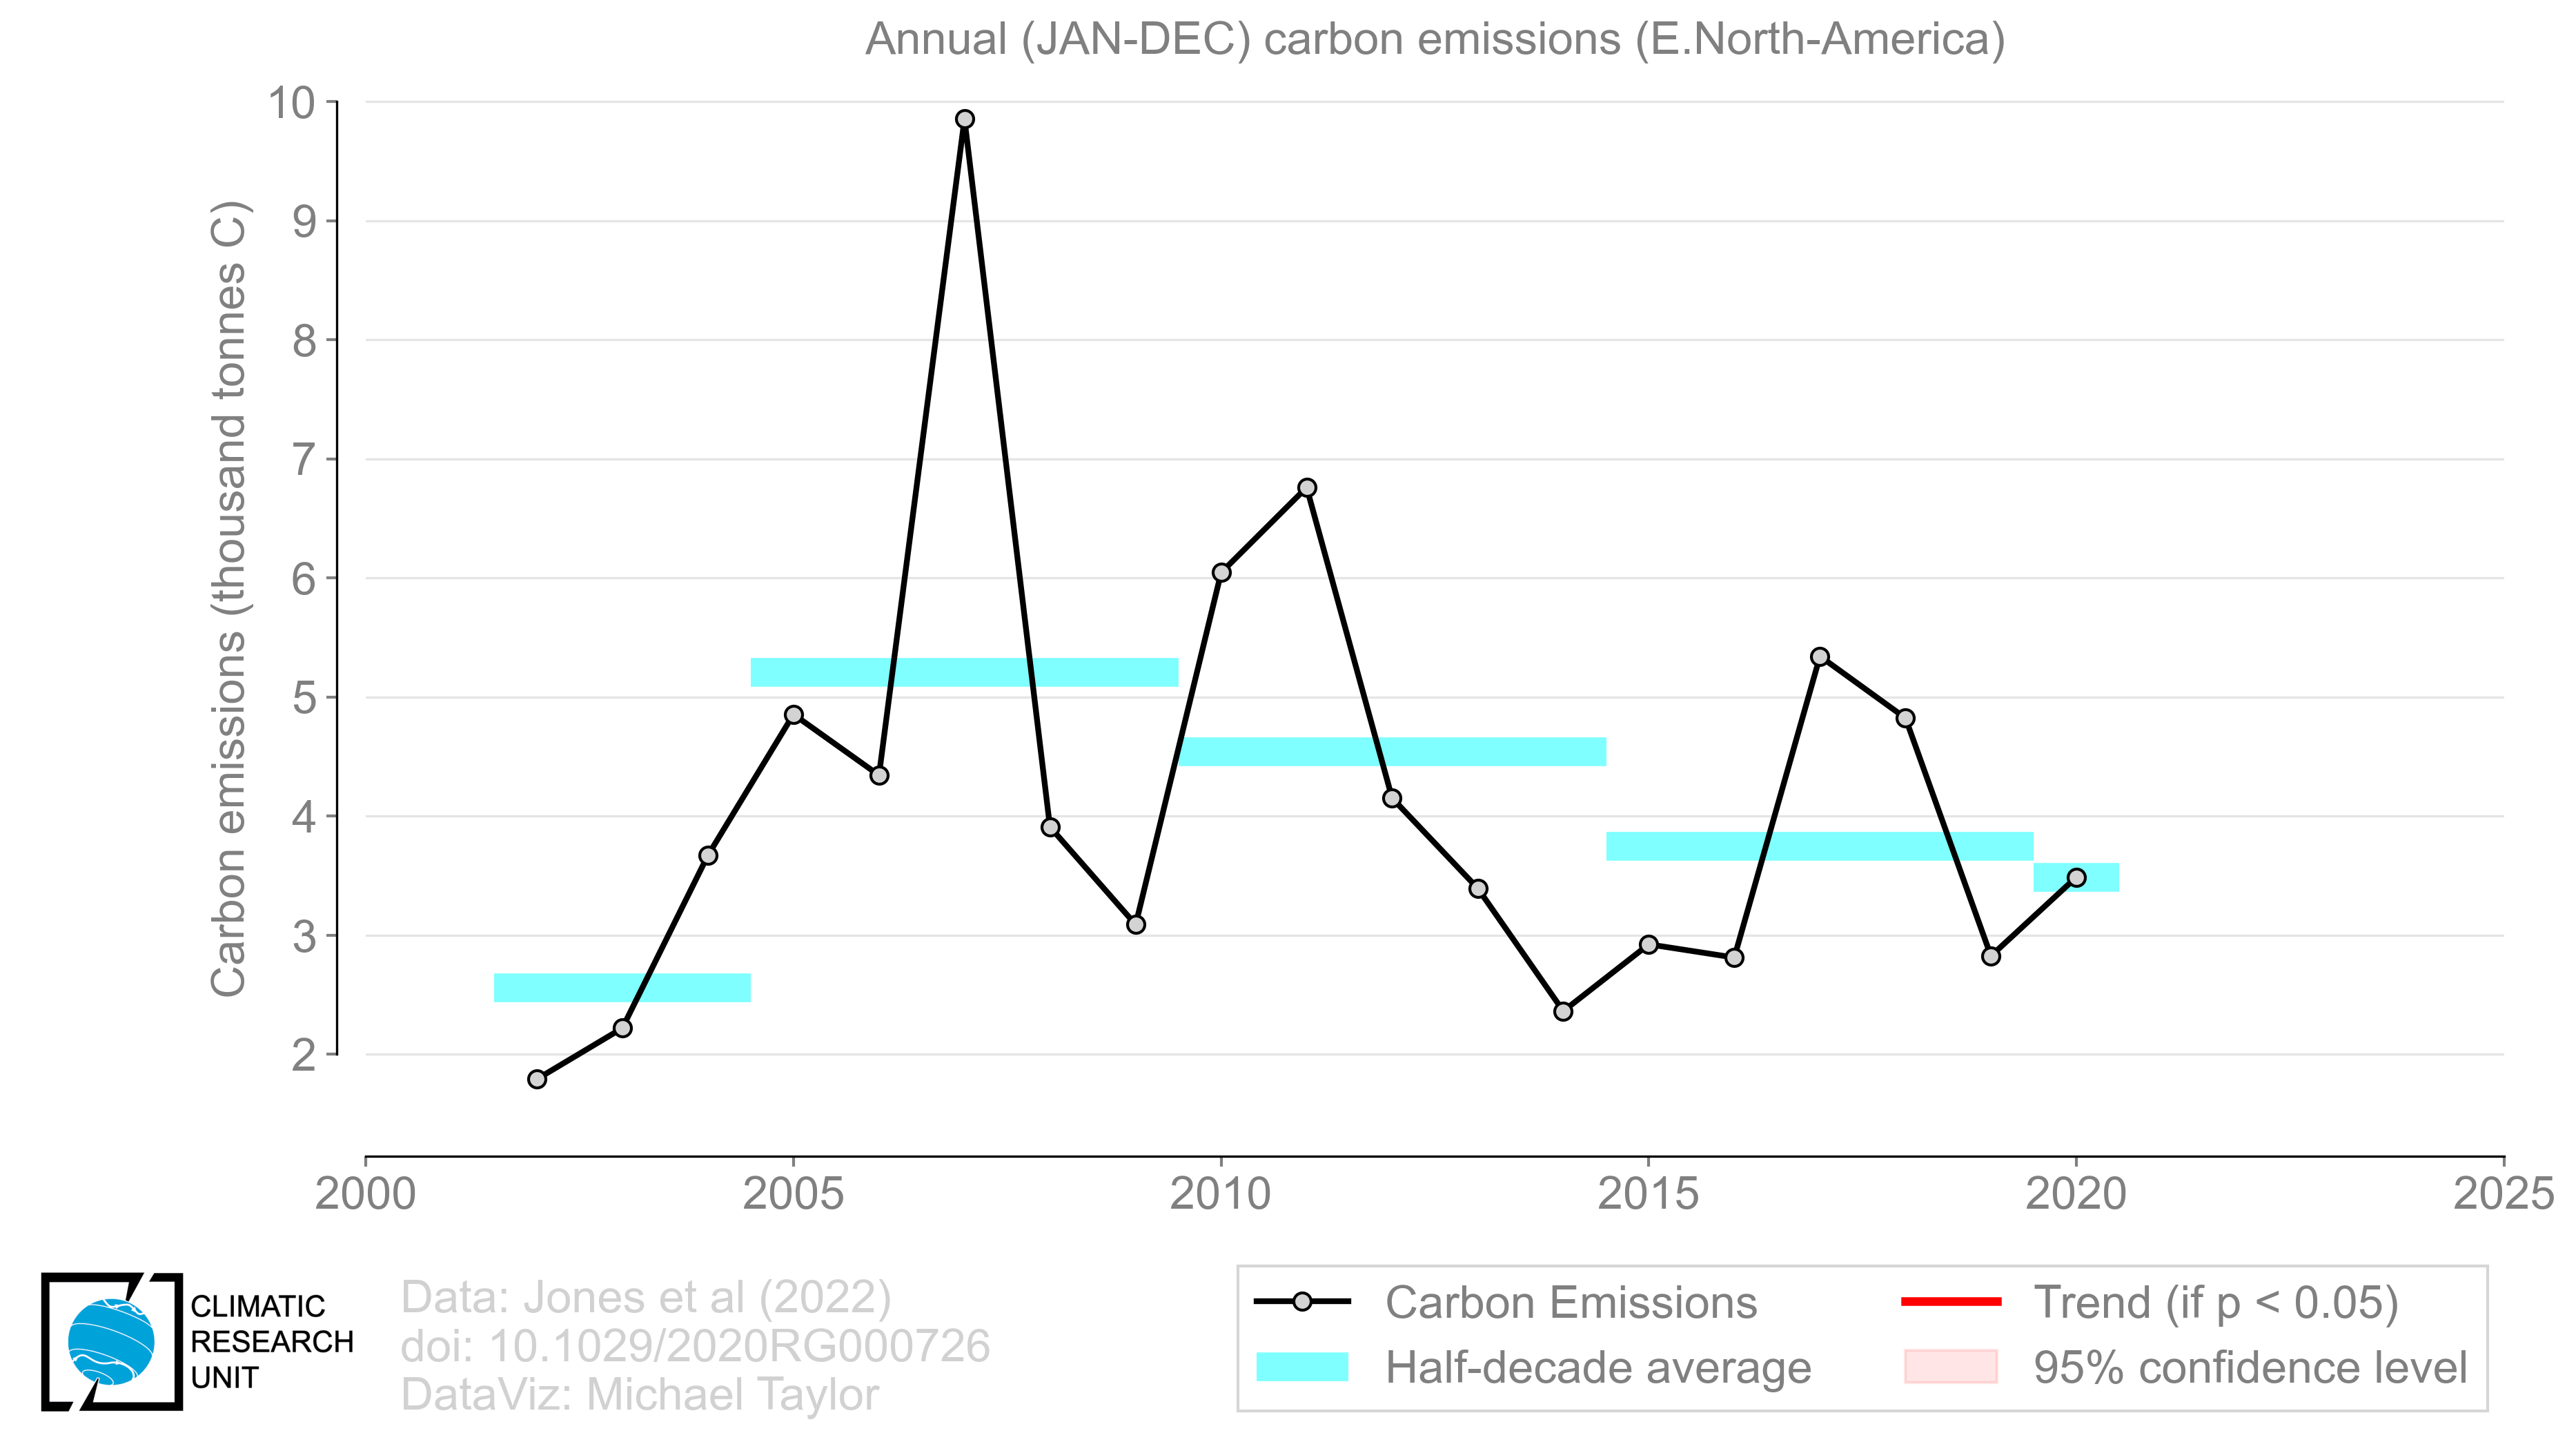 Annual (JAN-DEC) carbon emissions (E.North-America)
Carbon emissions (thousand tonnes C)
10
9
8
7
6
5
4
3
2
2000
2005
2010
2015
2020
2025
CLIMATIC
RESEARCH
UNIT
Data: Jones et al (2022)
doi: 10.1029/2020RG000726
DataViz: Michael Taylor
Carbon Emissions
Half-decade average
Trend (if p < 0.05)
95% confidence level